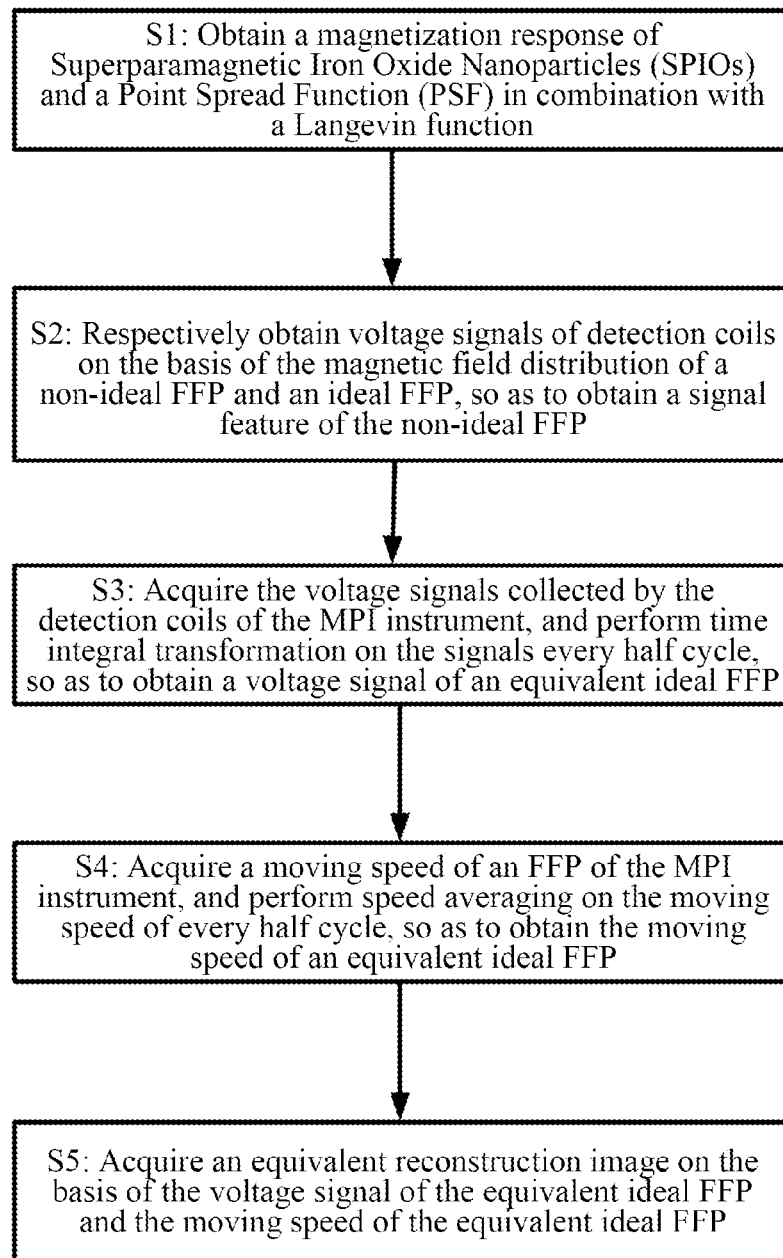 S1: Obtain a magnetization response of
Superparamagnetic Iron Oxide Nanoparticles (SPIOs)
and a Point Spread Function (PSF) in combination with
a Langevin function
S2: Respectively obtain voltage signals of detection coils
on the basis of the magnetic field distribution of a
non-ideal FFP and an ideal FFP, so as to obtain a signal
feature of the non-ideal FFP
S3: Acquire the voltage signals collected by the
detection coils of the MPI instrument, and perform time
integral transformation on the signals every half cycle,
so as to obtain a voltage signal of an equivalent ideal FFP
S4: Acquire a moving speed of an FFP of the MPI
instrument, and perform speed averaging on the moving
speed of every half cycle, so as to obtain the moving
speed of an equivalent ideal FFP
S5: Acquire an equivalent reconstruction image on the
basis of the voltage signal of the equivalent ideal FFP
and the moving speed of the equivalent ideal FFP